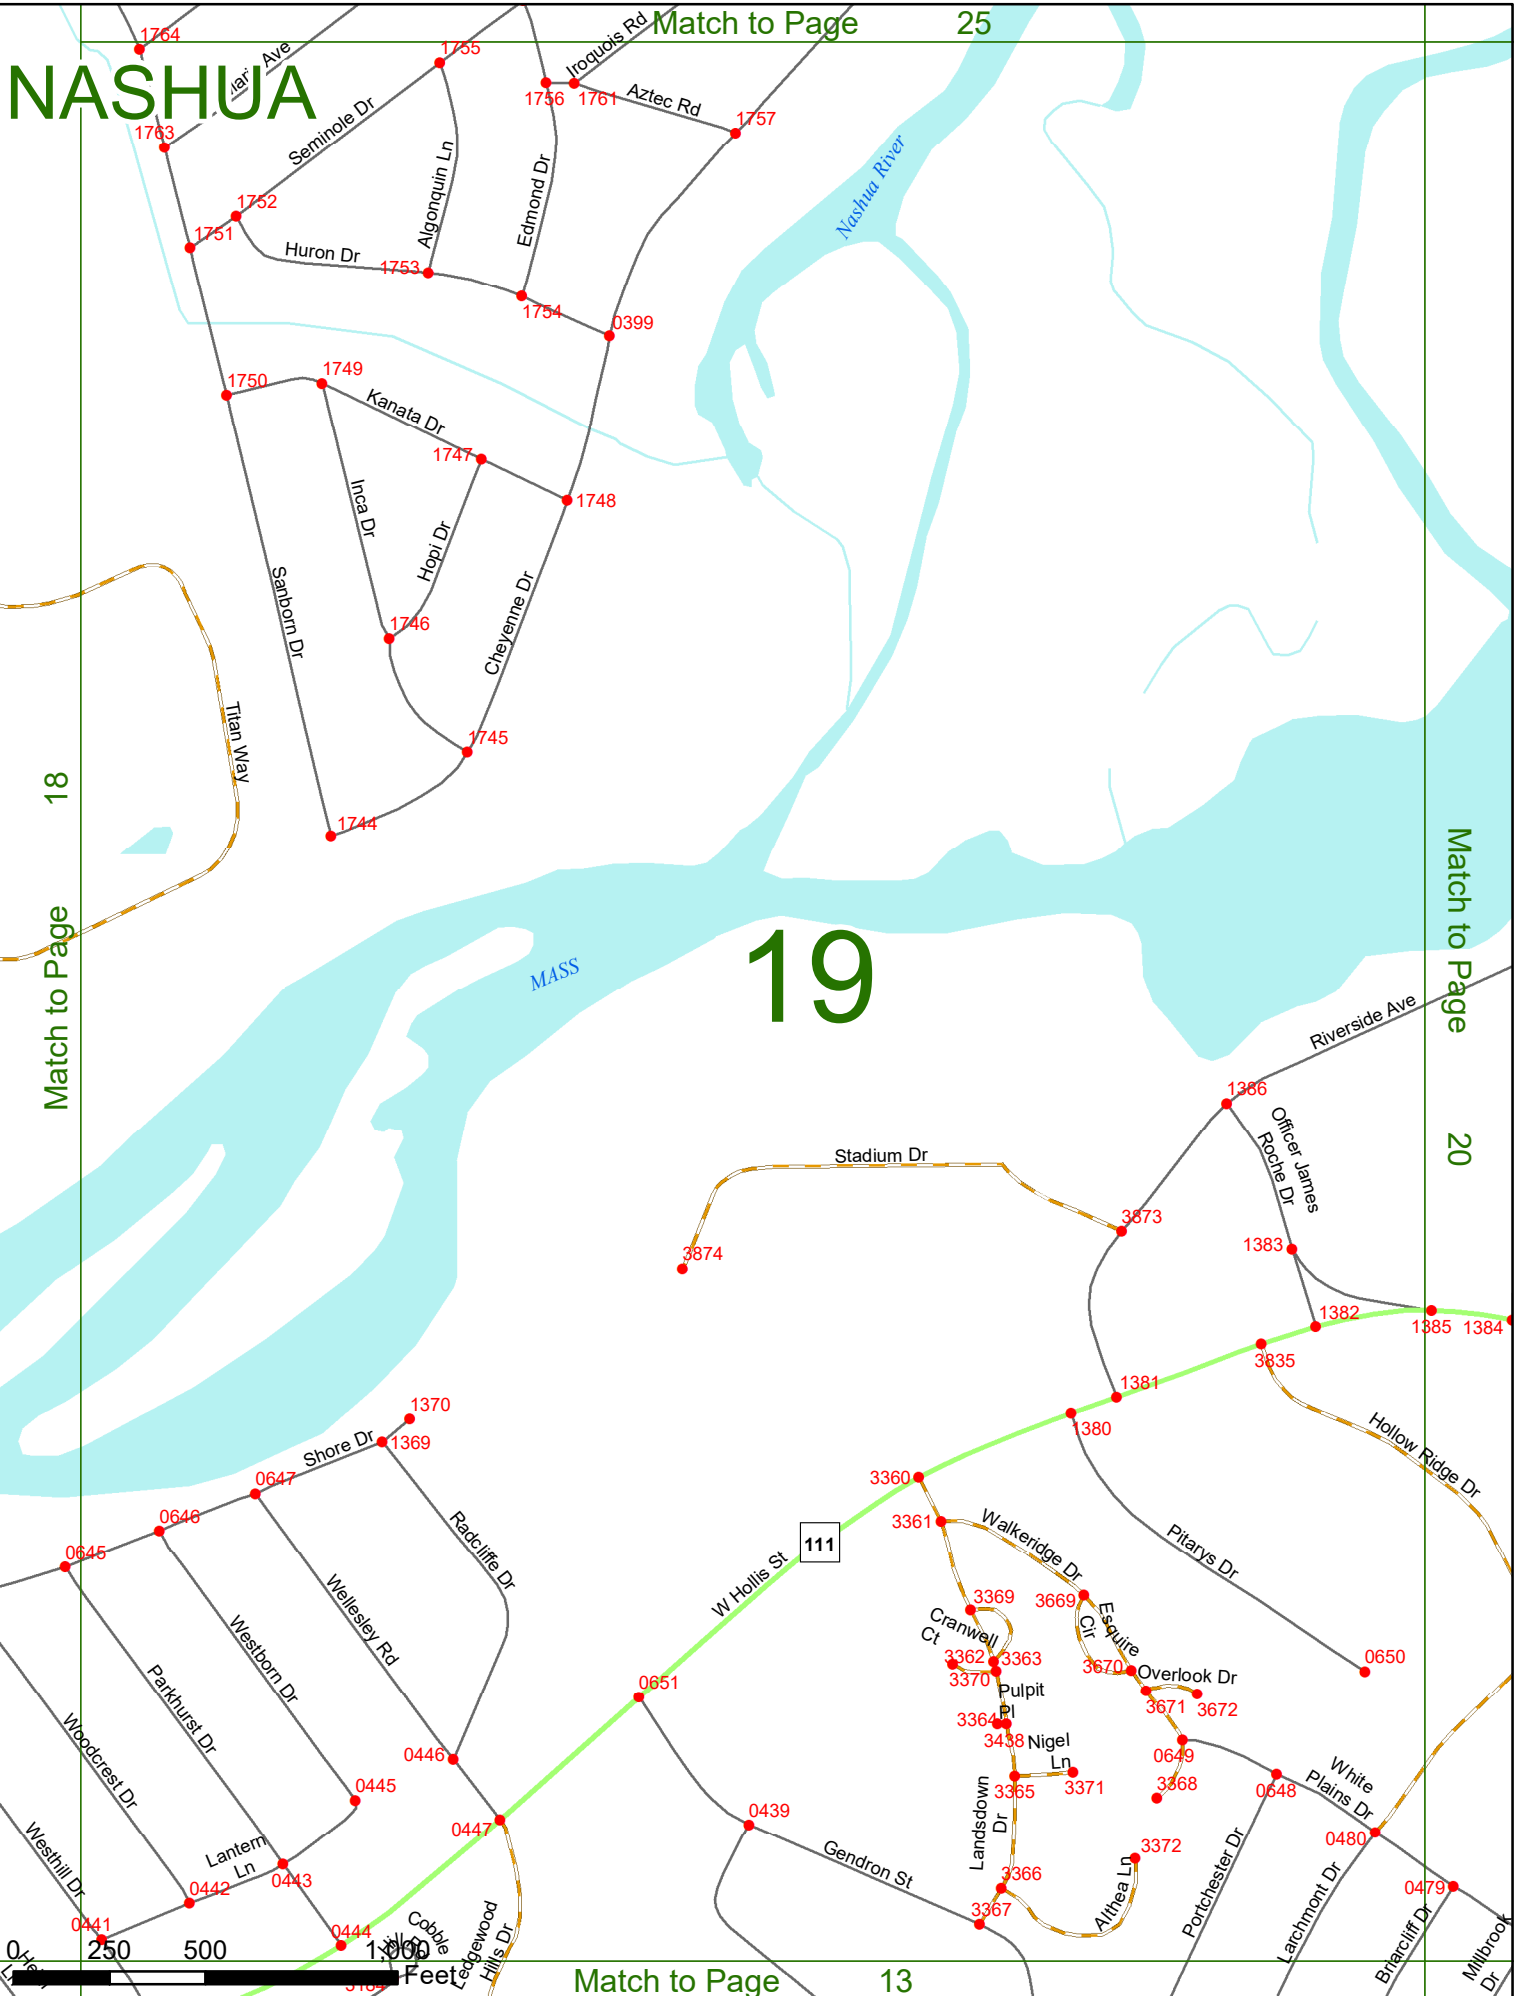 Match to Page 25
NASHUA
1764
1755
Iroquois Rd
1756
1761
Aztec Rd
1757
1763
Seminole Dr
Algonquin Ln
Edmond Dr
Nashua River
1752
1751
Huron Dr
1753
1754
0399
1750
1749
Kanata Dr
1747
1748
Inca Dr
Hopi Dr
Sanborn Dr
Cheyenne Dr
1746
1745
1744
Titan Way
18
Match to Page
MASS
19
Match to Page
20
Riverside Ave
1386
Officer James
Roche Dr
Stadium Dr
3873
3874
1383
1382
1385
1384
3835
1381
1380
Hollow Ridge Dr
1370
1369
Shore Dr
0647
0646
0645
Radcliffe Dr
3360
3361
111
W Hollis St
Walkeridge Dr
Pitarys Dr
Wellesley Rd
Westborn Dr
Parkhurst Dr
Woodcrest Dr
Westhill Dr
3369
Cranwell
Ct
3669
Esquire
Cir
3362
3363
3370
3670
Overlook Dr
3671
3672
0650
0651
Pulpit
Pl
3364
3438
Nigel
Ln
3365
3371
0649
3368
0648
White
Plains Dr
0480
0446
0445
0447
0439
Gendron St
Landsdown
Dr
3366
3367
3372
Althea Ln
Portchester Dr
Larchmont Dr
0479
Briarcliff Dr
Millbrook
Dr
Lantern
Ln
0443
0442
0441
0444
Cobble
Ledgewood
Hills Dr
3184
Ln
0 250 500 1,000
Feet
Match to Page 13